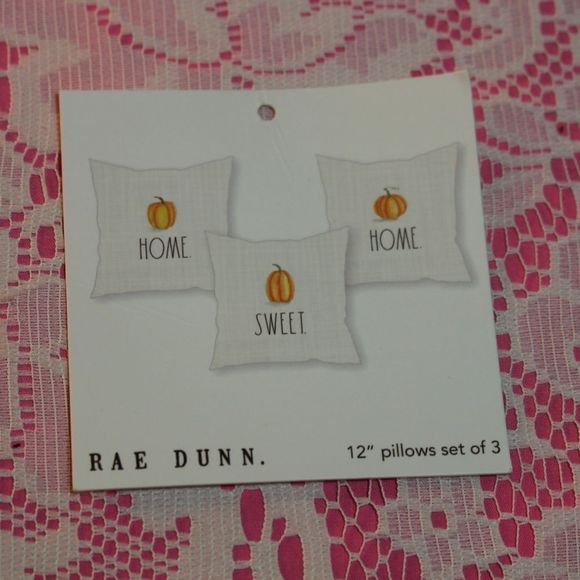 HOME.
SWEET.
HOME.
RAE DUNN.
12" pillows set of 3